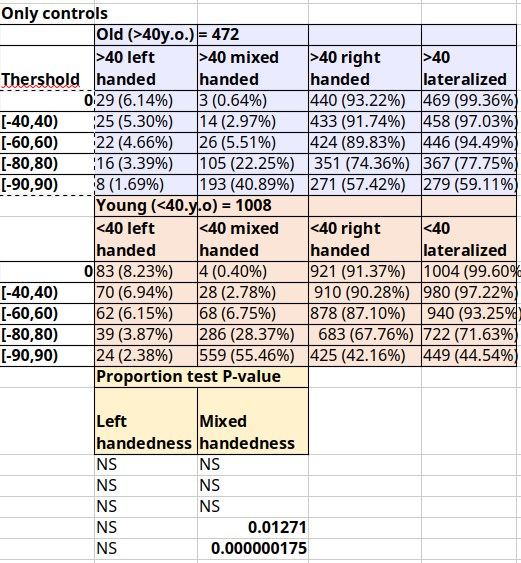 Only controls
Old (>40y.o.) = 472
Thershold >40 left handed >40 mixed handed >40 right handed >40 lateralized
0 29 (6.14%) 3 (0.64%) 440 (93.22%) 469 (99.36%)
[-40,40) 25 (5.30%) 14 (2.97%) 433 (91.74%) 458 (97.03%)
[-60,60) 22 (4.66%) 26 (5.51%) 424 (89.83%) 446 (94.49%)
[-80,80) 16 (3.39%) 105 (22.25%) 351 (74.36%) 367 (77.75%)
[-90,90) 8 (1.69%) 193 (40.89%) 271 (57.42%) 279 (59.11%)
Young (<40.y.o) = 1008
<40 left handed <40 mixed handed <40 right handed <40 lateralized
0 83 (8.23%) 4 (0.40%) 921 (91.37%) 1004 (99.60%
[-40,40) 70 (6.94%) 28 (2.78%) 910 (90.28%) 980 (97.22%)
[-60,60) 62 (6.15%) 68 (6.75%) 878 (87.10%) 940 (93.25%)
[-80,80) 39 (3.87%) 286 (28.37%) 683 (67.76%) 722 (71.63%)
[-90,90) 24 (2.38%) 559 (55.46%) 425 (42.16%) 449 (44.54%)
Proportion test P-value
Left handedness Mixed handedness
NS NS
NS NS
NS NS
NS 0.01271
NS 0.000000175